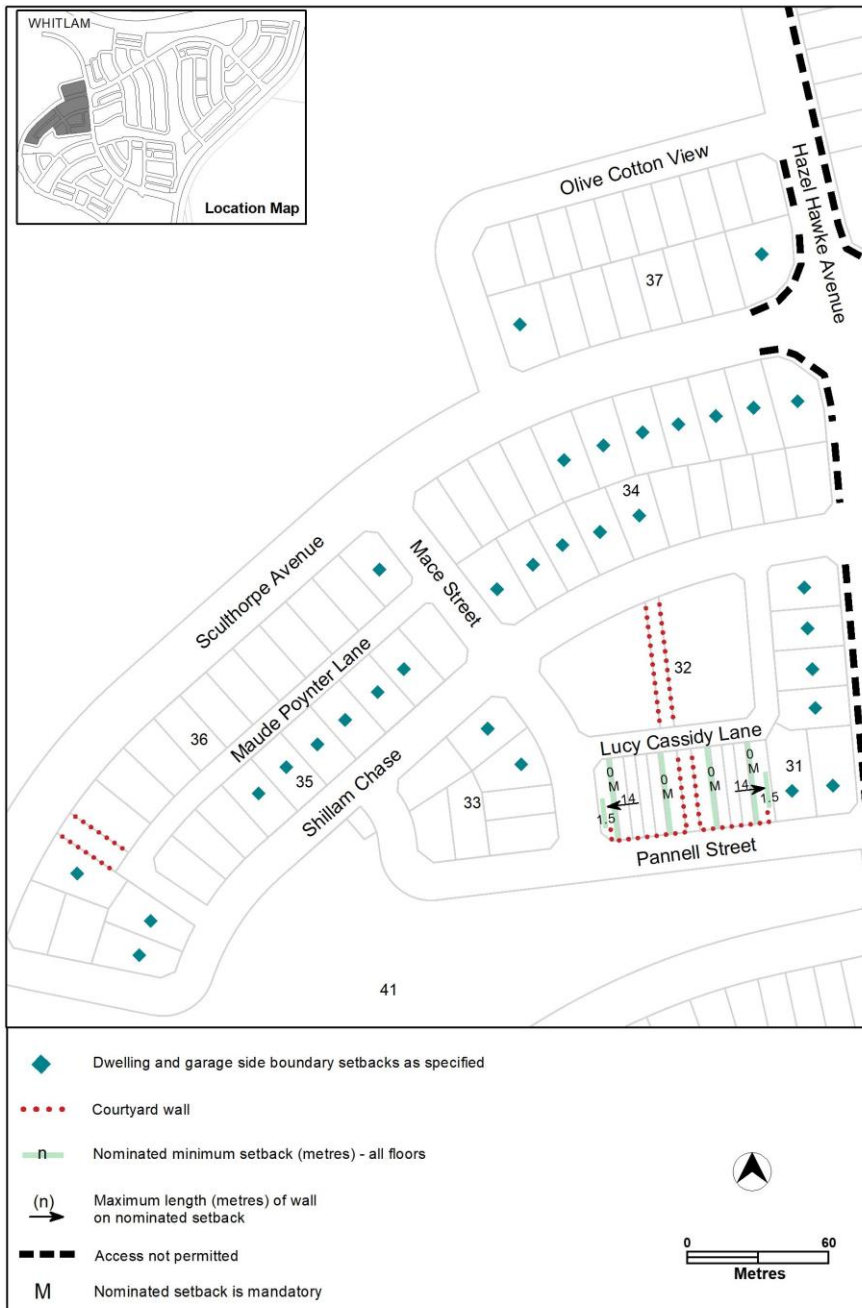 WHITLAM
Location Map
Olive Cotton View
Hazel Hawke Avenue
37
34
Sculthorpe Avenue
Mace Street
Maude Poynter Lane
32
36
35
Shillam Chase
33
Lucy Cassidy Lane
31
0
M
0
M
0
M
0
M
14
14
1.5
1.5
Pannell Street
41
Dwelling and garage side boundary setbacks as specified
Courtyard wall
n
Nominated minimum setback (metres) - all floors
(n)
Maximum length (metres) of wall
on nominated setback
Access not permitted
M
Nominated setback is mandatory
0
60
Metres